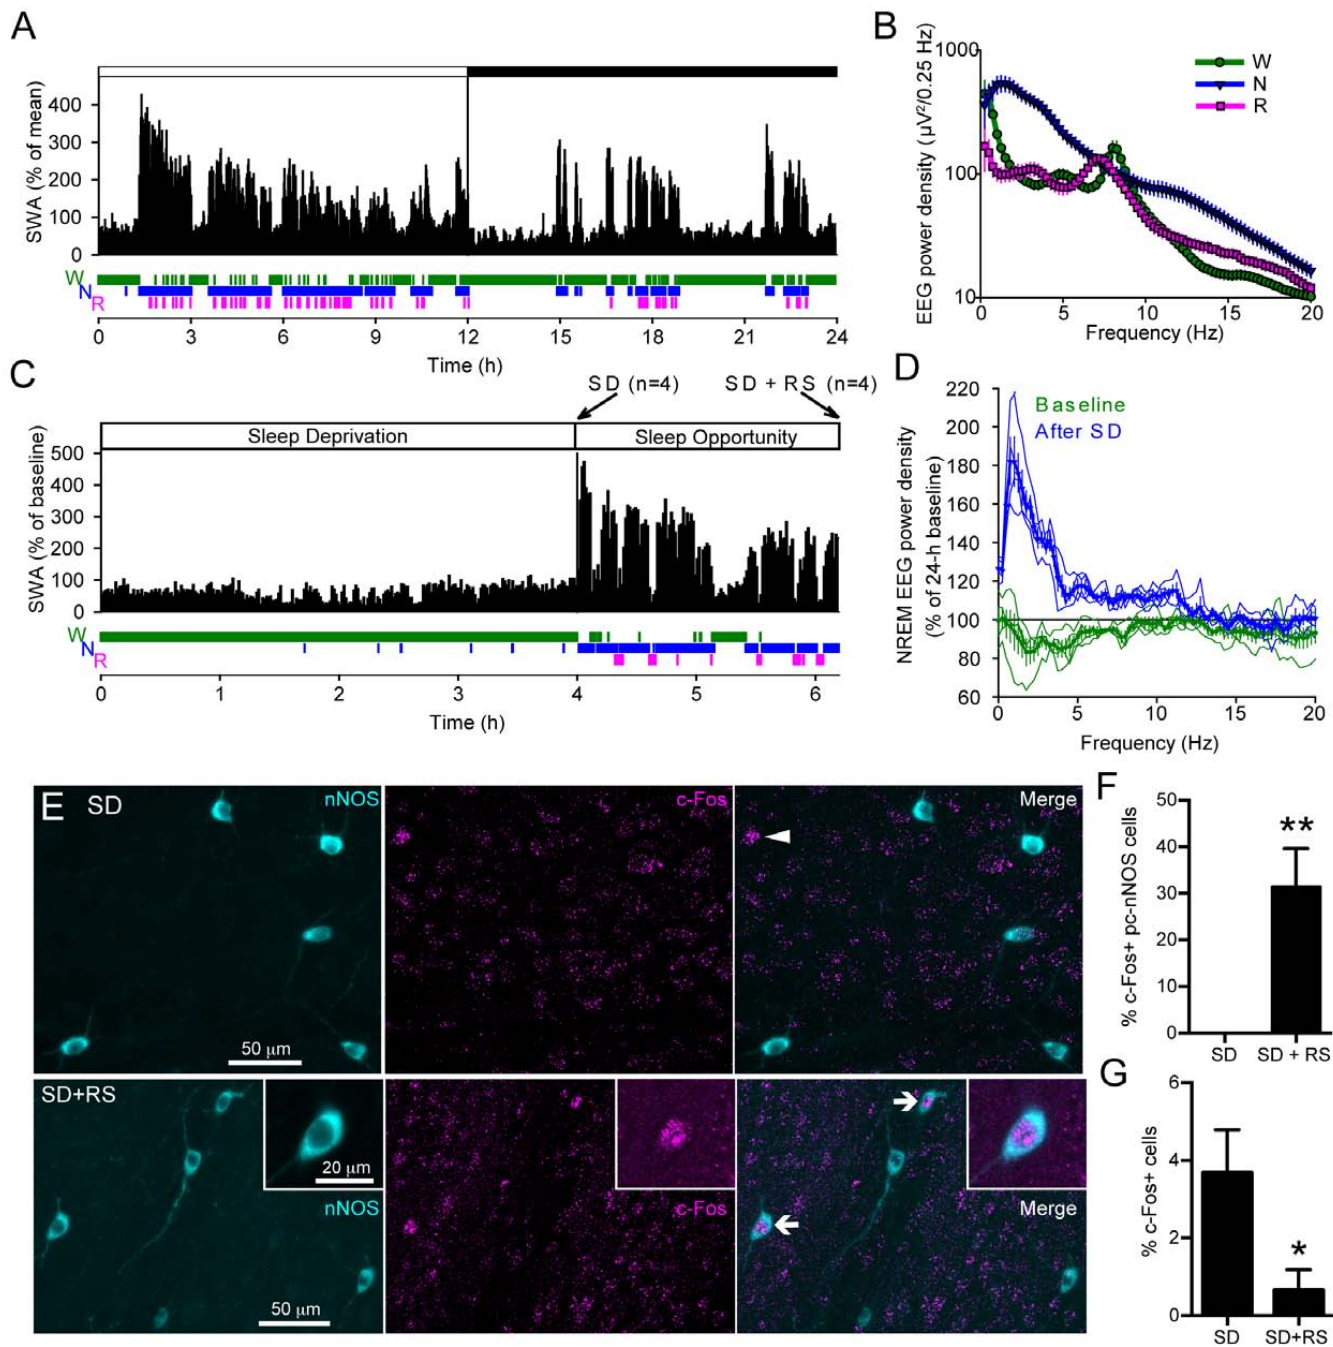 A
SWA (% of mean)
400
300
200
100
0
W
N
R
0 3 6 9 12 15 18 21 24
Time (h)
B
EEG power density (µV²/0.25 Hz)
1000
100
10
W
N
R
0 5 10 15 20
Frequency (Hz)
C
SD (n=4)
SD + RS (n=4)
Sleep Deprivation
Sleep Opportunity
SWA (% of baseline)
500
400
300
200
100
0
W
N
R
0 1 2 3 4 5 6
Time (h)
D
NREM EEG power density
(% of 24-h baseline)
220
200
180
160
140
120
100
80
60
Baseline
After SD
0 5 10 15 20
Frequency (Hz)
E SD
nNOS
c-Fos
Merge
50 µm
SD+RS
20 µm
nNOS
c-Fos
Merge
50 µm
F
% c-Fos+ pc-nNOS cells
50
40
30
20
10
0
**
SD SD + RS
G
% c-Fos+ cells
6
4
2
0
*
SD SD+RS